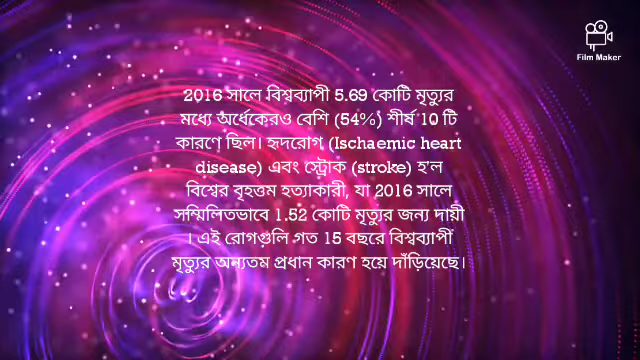 Film Maker
2016 সালে বিশ্বব্যাপী 5.69 কোটি মৃত্যুর
মধ্যে অর্ধেকেরও বেশি (54%) শীর্ষ 10 টি
কারণে ছিল। হৃদরোগ (Ischaemic heart
disease) এবং স্ট্রোক (stroke) হ'ল
বিশ্বের বৃহত্তম হত্যাকারী, যা 2016 সালে
সম্মিলিতভাবে 1.52 কোটি মৃত্যুর জন্য দায়ী
। এই রোগগুলি গত 15 বছরে বিশ্বব্যাপী
মৃত্যুর অন্যতম প্রধান কারণ হয়ে দাঁড়িয়েছে।